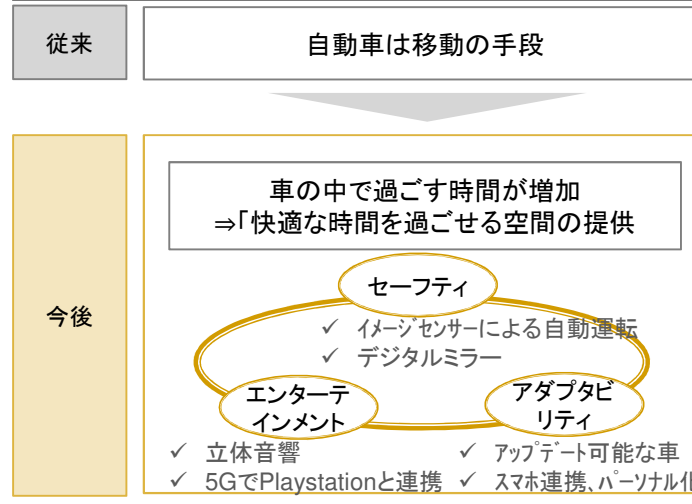 従来
自動車は移動の手段
今後
車の中で過ごす時間が増加
⇒「快適な時間を過ごせる空間の提供
セーフティ
✓ イメージセンサーによる自動運転
✓ デジタルミラー
エンターテ
インメント
✓ 立体音響
✓ 5GでPlaystationと連携
アダプタビ
リティ
✓ アップデート可能な車
✓ スマホ連携、パーソナル化